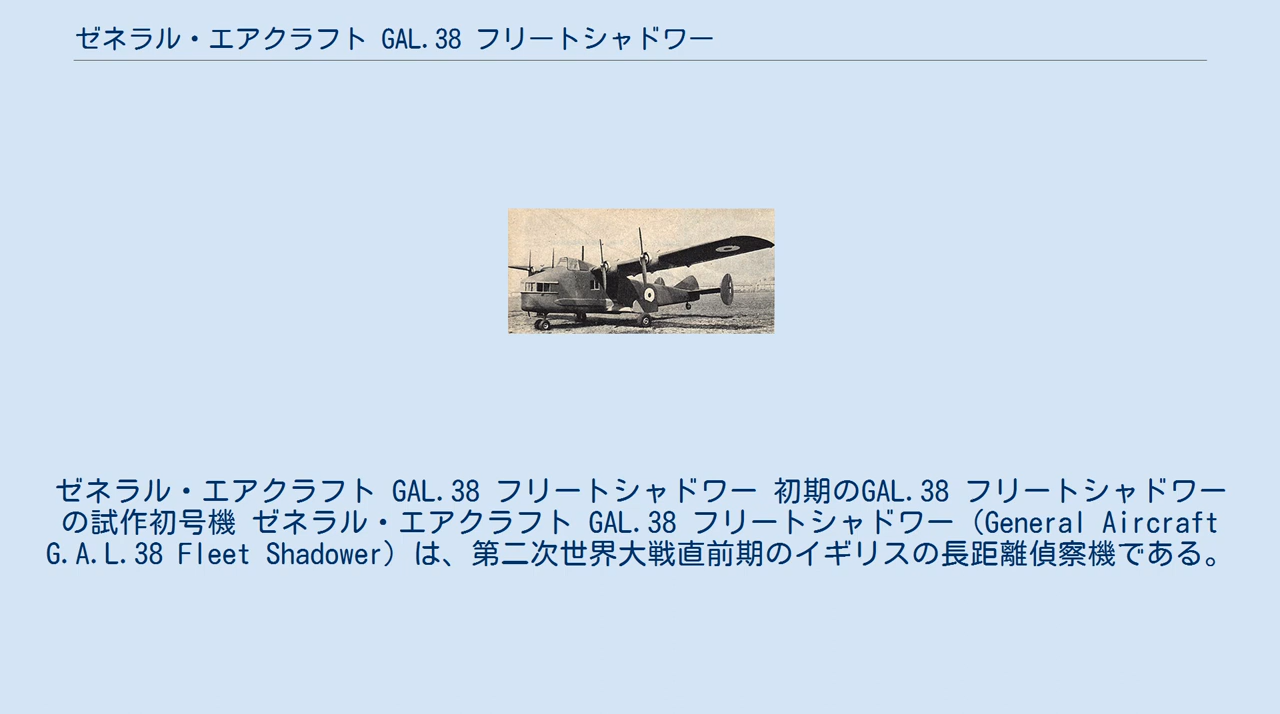 ゼネラル・エアクラフト GAL.38 フリートシャドワー
ゼネラル・エアクラフト GAL.38 フリートシャドワー 初期のGAL.38 フリートシャドワー
の試作初号機 ゼネラル・エアクラフト GAL.38 フリートシャドワー（General Aircraft
G.A.L.38 Fleet Shadower）は、第二次世界大戦直前期のイギリスの長距離偵察機である。